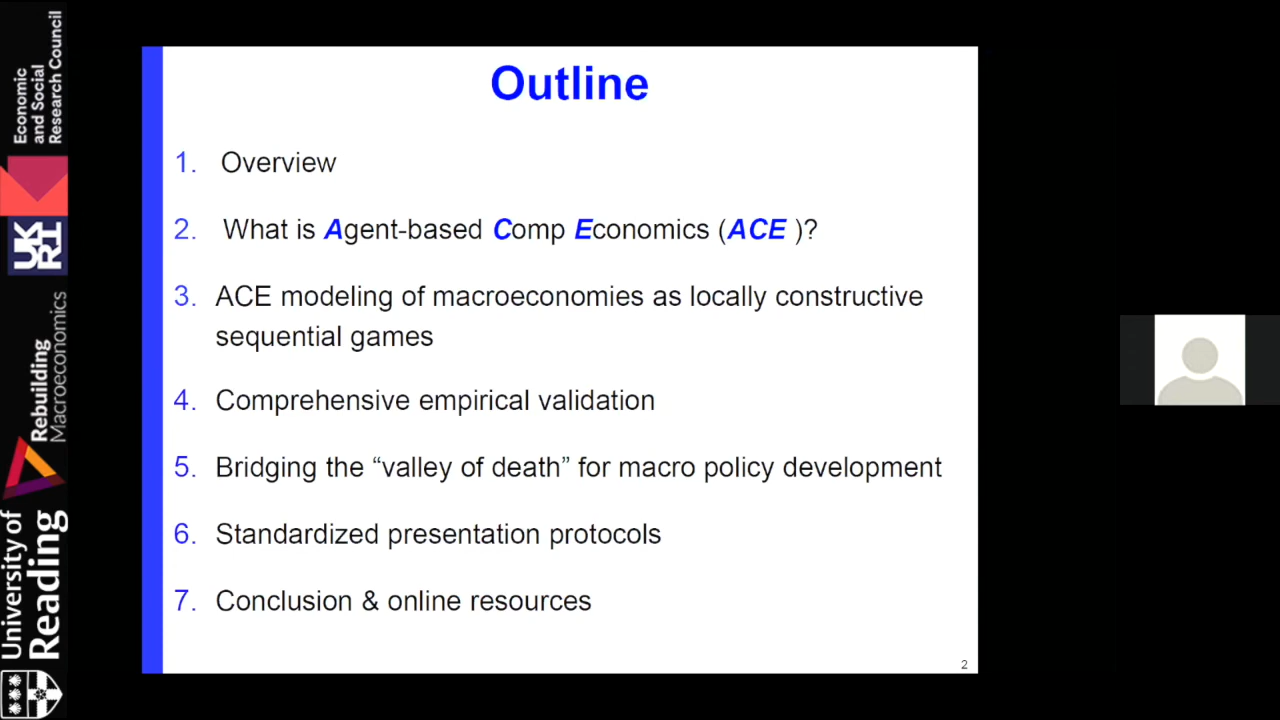 Outline
1. Overview
2. What is Agent-based Comp Economics (ACE )?
3. ACE modeling of macroeconomies as locally constructive
sequential games
4. Comprehensive empirical validation
5. Bridging the “valley of death” for macro policy development
6. Standardized presentation protocols
7. Conclusion & online resources
2
Economic
and Social
Research Council
UKRI
Rebuilding
Macroeconomics
University of
Reading